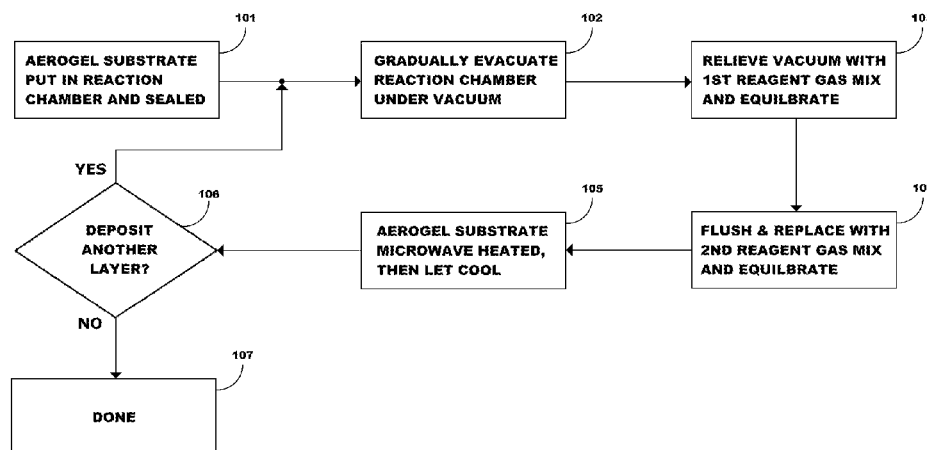 101
AEROGEL SUBSTRATE
PUT IN REACTION
CHAMBER AND SEALED
102
GRADUALLY EVACUATE
REACTION CHAMBER
UNDER VACUUM
10
RELIEVE VACUUM WITH
1ST REAGENT GAS MIX
AND EQUILBRATE
10
FLUSH & REPLACE WITH
2ND REAGENT GAS MIX
AND EQUILBRATE
105
AEROGEL SUBSTRATE
MICROWAVE HEATED,
THEN LET COOL
YES
106
DEPOSIT
ANOTHER
LAYER?
NO
107
DONE